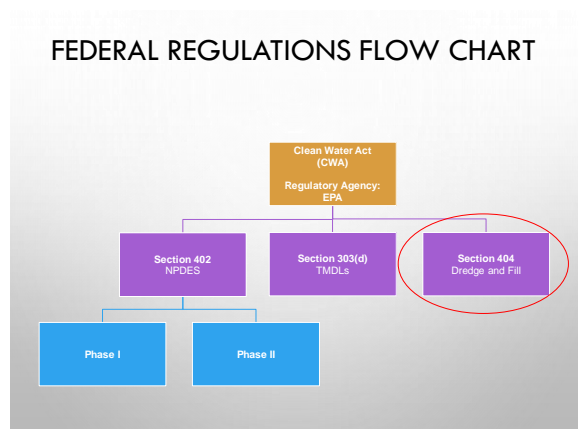 FEDERAL REGULATIONS FLOW CHART
Clean Water Act
(CWA)
Regulatory Agency:
EPA
Section 402
NPDES
Section 303(d)
TMDLs
Section 404
Dredge and Fill
Phase I
Phase II